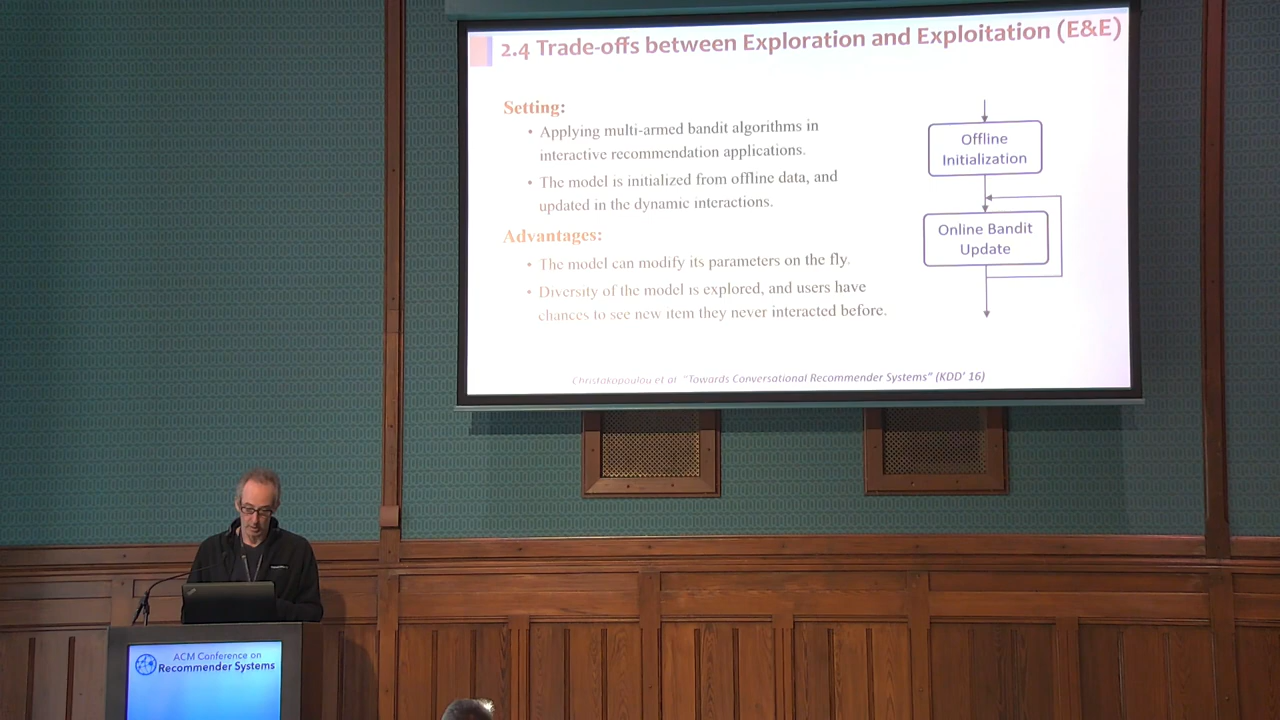 2.4 Trade-offs between Exploration and Exploitation (E&E)
Setting:
• Applying multi-armed bandit algorithms in
interactive recommendation applications.
• The model is initialized from offline data, and
updated in the dynamic interactions.
Advantages:
• The model can modify its parameters on the fly.
• Diversity of the model is explored, and users have
chances to see new item they never interacted before.
Offline
Initialization
Online Bandit
Update
Christakopoulou et al "Towards Conversational Recommender Systems" (KDD' 16)
ACM Conference on
Recommender Systems